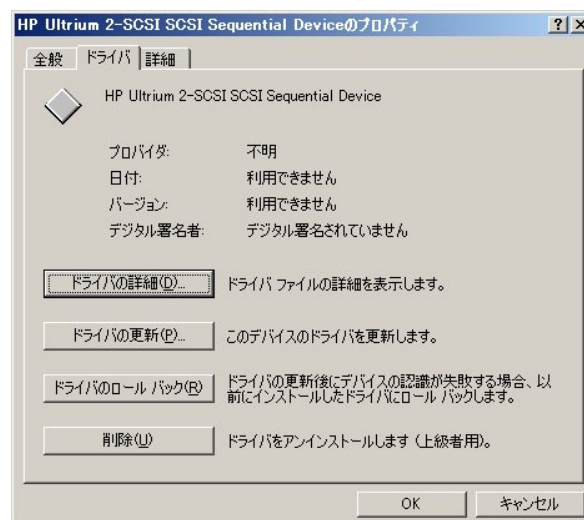 HP Ultrium 2-SCSI SCSI Sequential Deviceのプロパティ
全般 ドライバ 詳細
HP Ultrium 2-SCSI SCSI Sequential Device
プロバイダ: 不明
日付: 利用できません
バージョン: 利用できません
デジタル署名者: デジタル署名されていません
ドライバの詳細(D)... ドライバ ファイルの詳細を表示します。
ドライバの更新(P)... このデバイスのドライバを更新します。
ドライバのロール バック(R) ドライバの更新後にデバイスの認識が失敗する場合、以
前にインストールしたドライバにロール バックします。
削除(U) ドライバをアンインストールします (上級者用)。
OK キャンセル